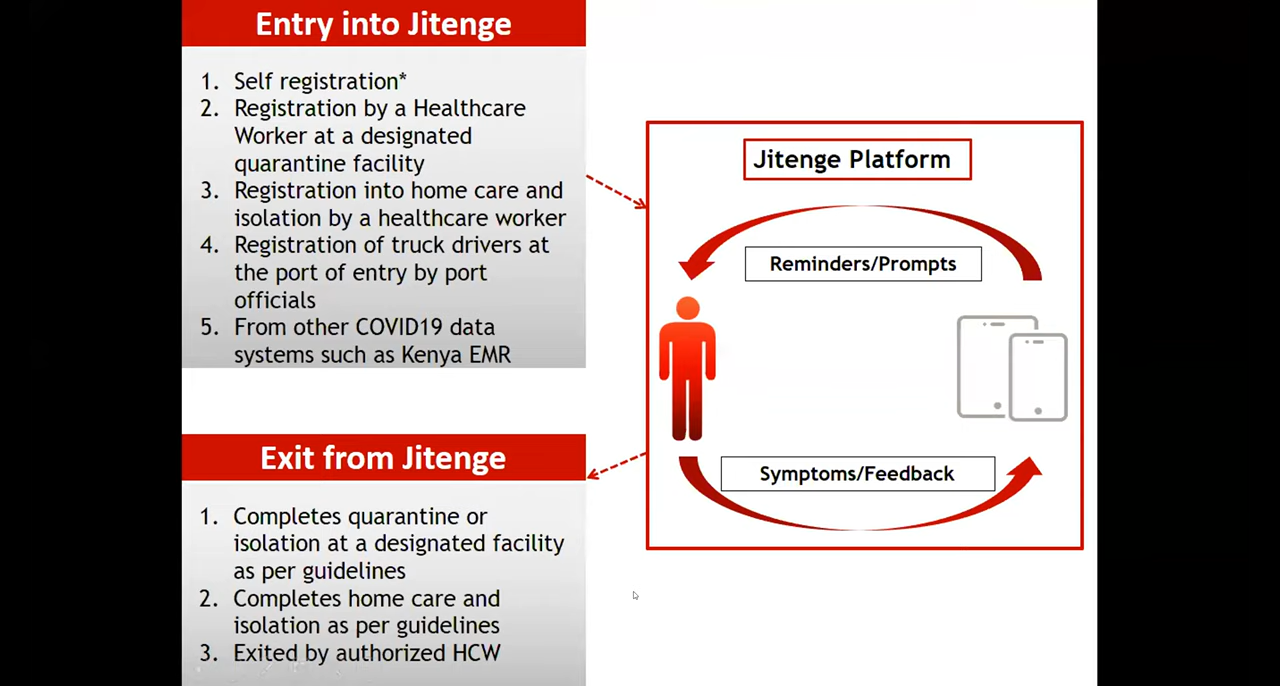 Entry into Jitenge
1. Self registration*
2. Registration by a Healthcare
Worker at a designated
quarantine facility
3. Registration into home care and
isolation by a healthcare worker
4. Registration of truck drivers at
the port of entry by port
officials
5. From other COVID19 data
systems such as Kenya EMR
Exit from Jitenge
1. Completes quarantine or
isolation at a designated facility
as per guidelines
2. Completes home care and
isolation as per guidelines
3. Exited by authorized HCW
Jitenge Platform
Reminders/Prompts
Symptoms/Feedback